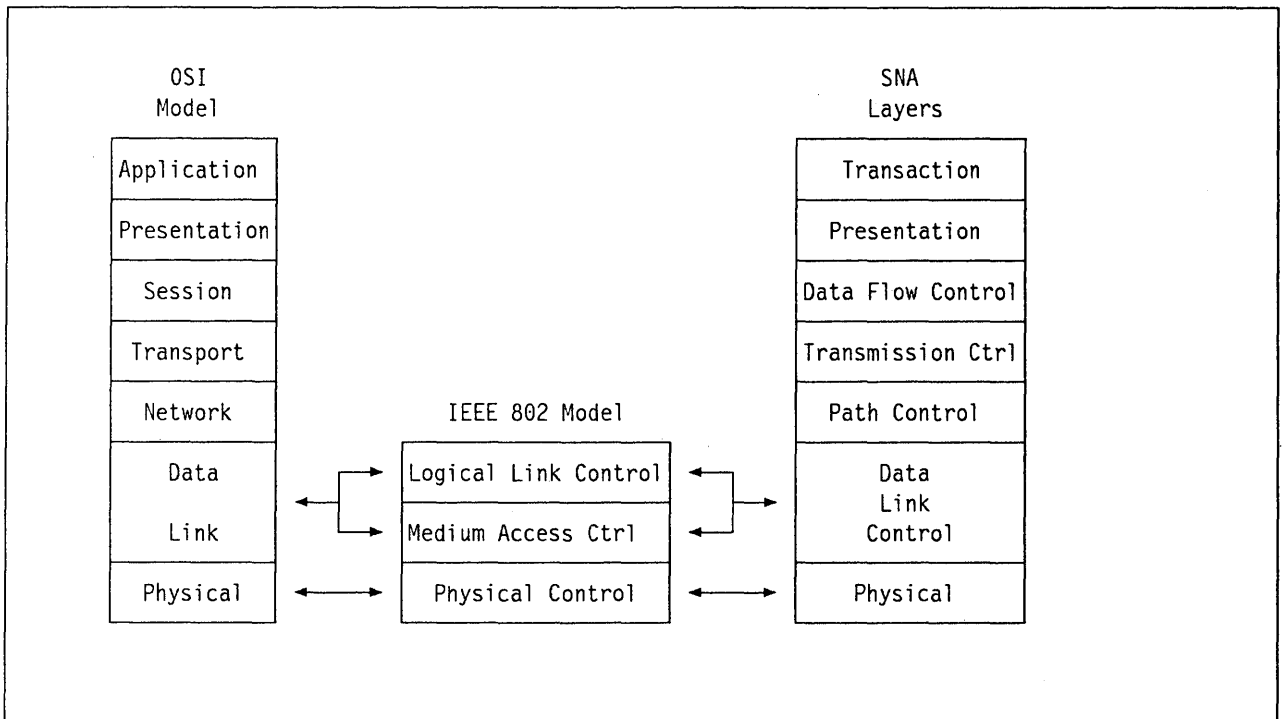 OSI
Model
Application
Presentation
Session
Transport
Network
Data
Link
Physical
IEEE 802 Model
Logical Link Control
Medium Access Ctrl
Physical Control
SNA
Layers
Transaction
Presentation
Data Flow Control
Transmission Ctrl
Path Control
Data
Link
Control
Physical